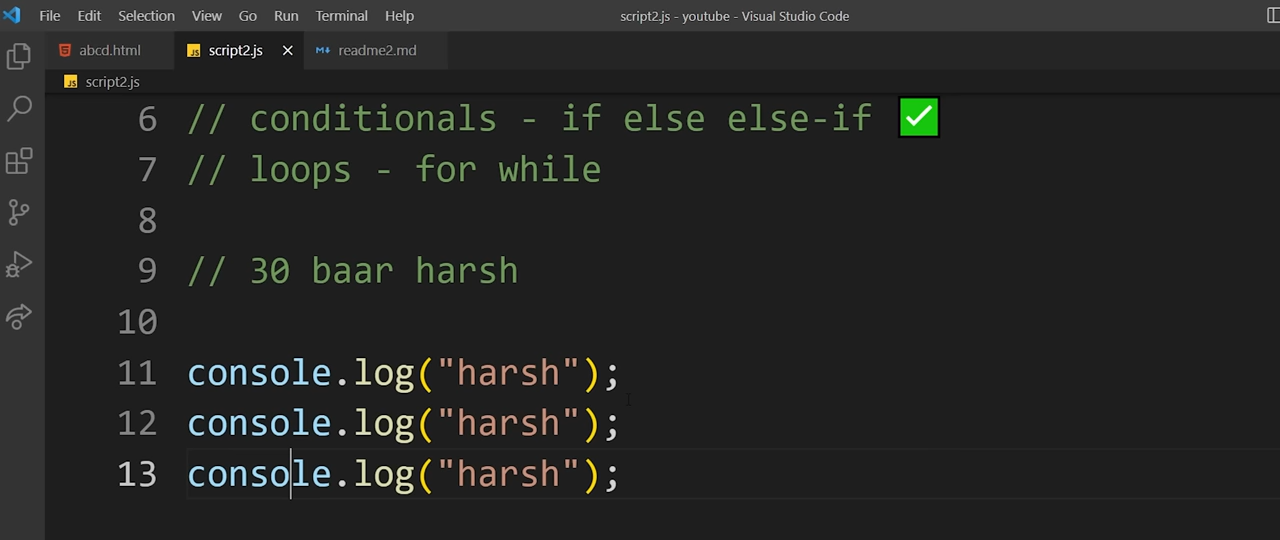 File Edit Selection View Go Run Terminal Help script2.js - youtube - Visual Studio Code
abcd.html JS script2.js readme2.md
JS script2.js
6 // conditionals - if else else-if ✅
7 // loops - for while
8
9 // 30 baar harsh
10
11 console.log("harsh");
12 console.log("harsh");
13 console.log("harsh");